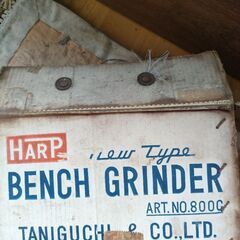 HARP
New Type
BENCH GRINDER
ART.NO.800G
TANIGUCHI & CO.,LTD.